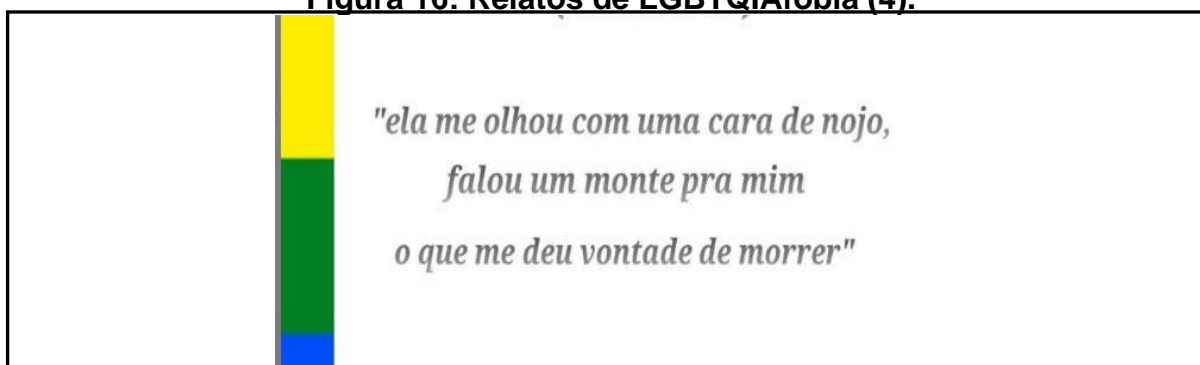 Figura 16: Relatos de LGBTQIAfobia (4).
"ela me olhou com uma cara de nojo,
falou um monte pra mim
o que me deu vontade de morrer"